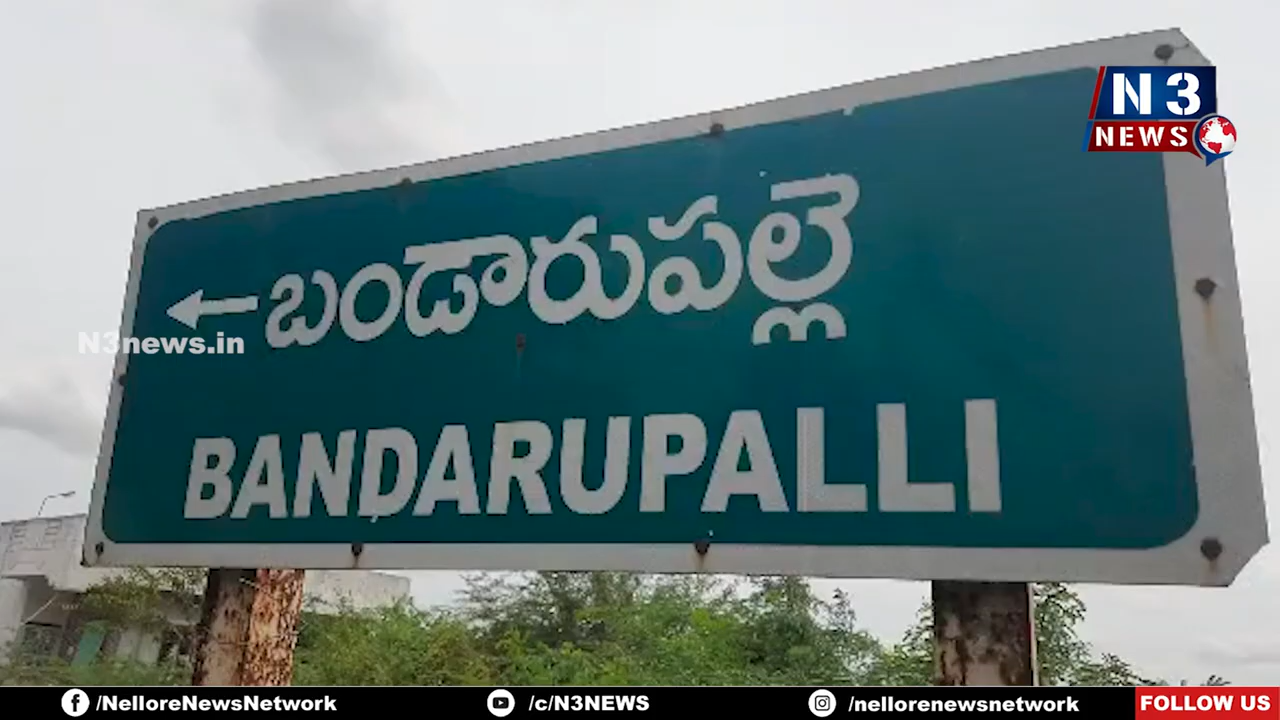 N3
NEWS
←బండారుపల్లె
N3news.in
BANDARUPALLI
/NelloreNewsNetwork
/c/N3NEWS
/nellorenewsnetwork
FOLLOW US